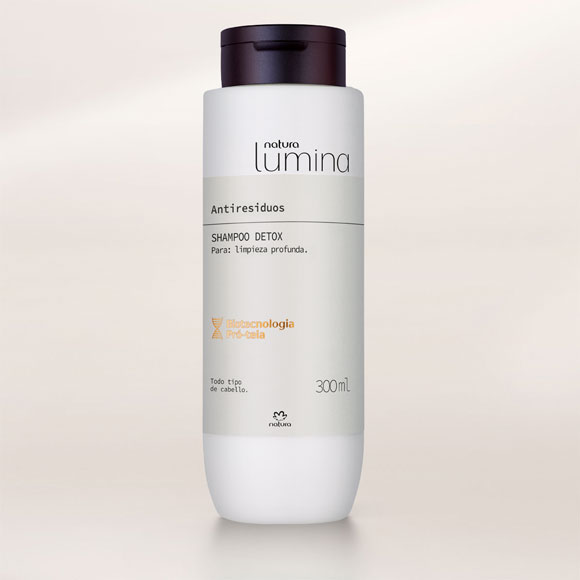 natura
lumina
Antiresiduos
SHAMPOO DETOX
Para: limpieza profunda.
Biotecnologia
Pró-teia
Todo tipo
de cabello.
300ml
natura